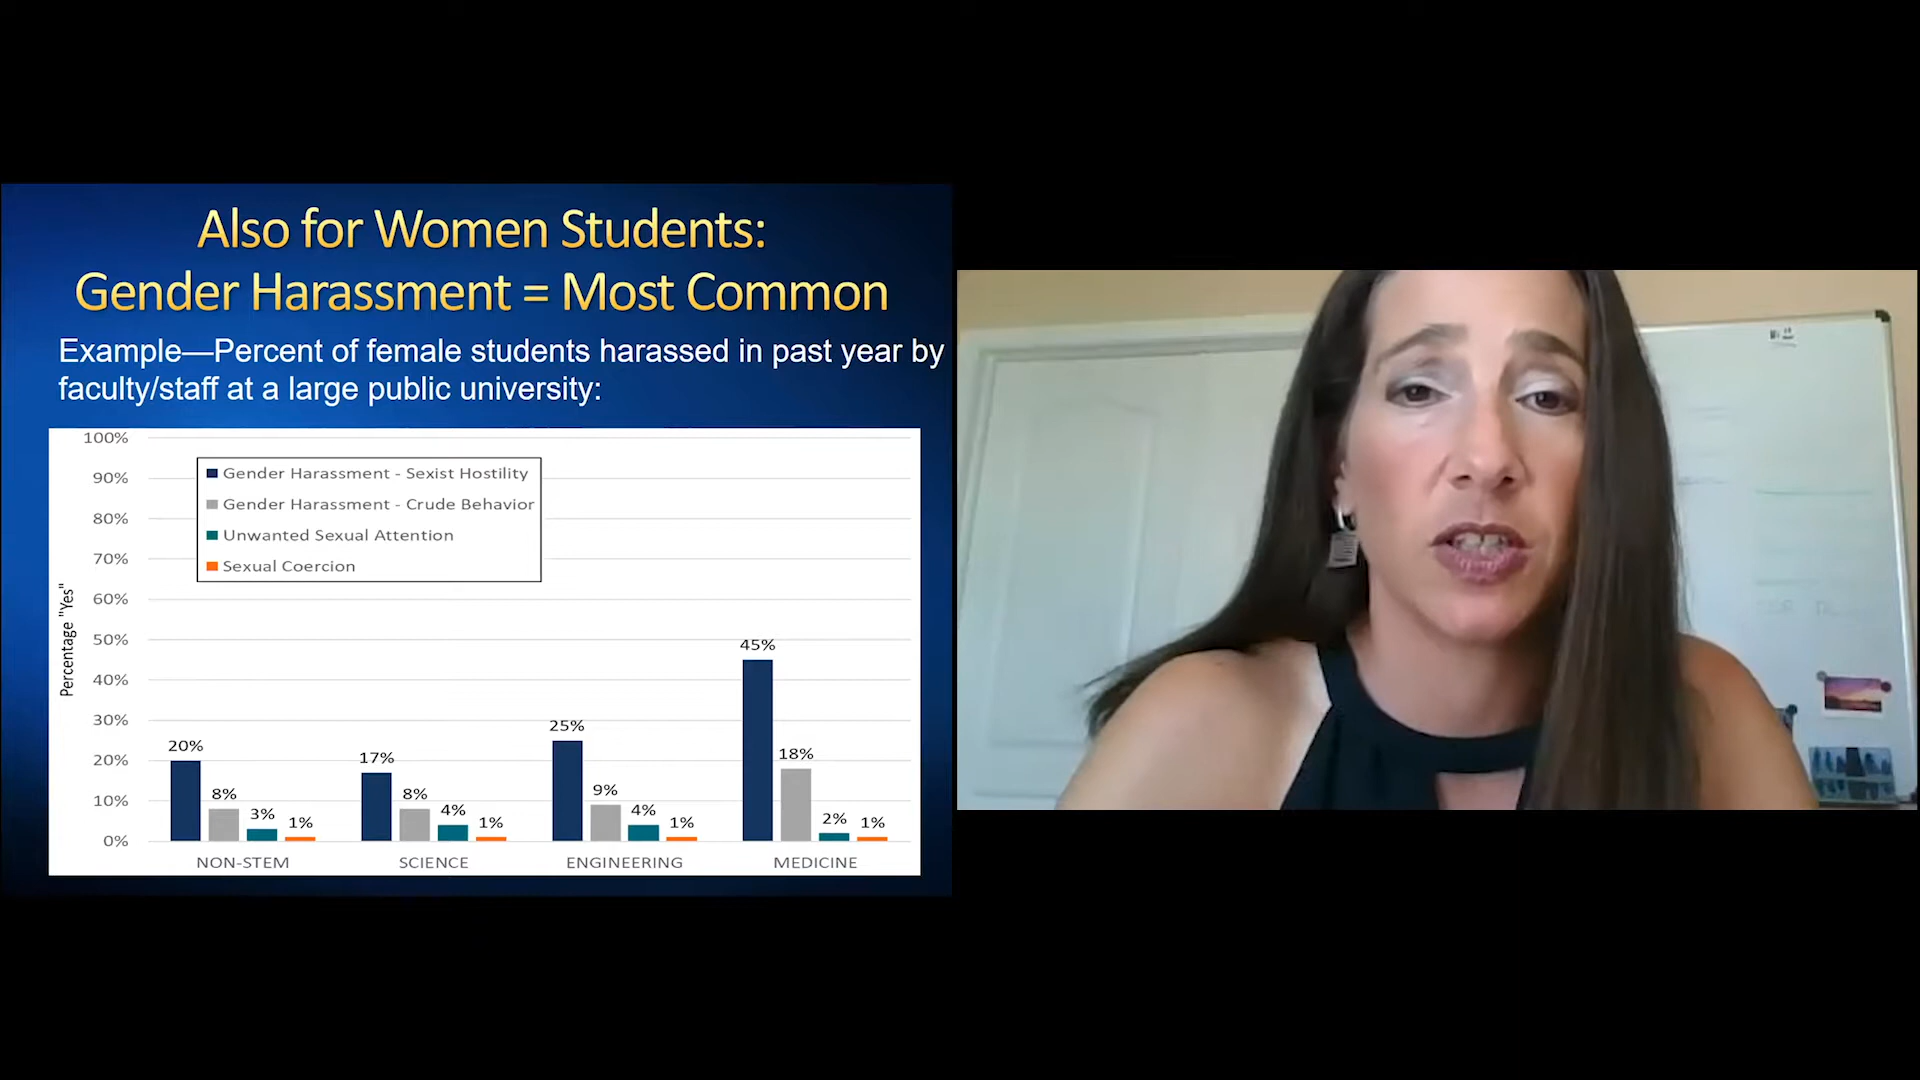 Also for Women Students:
Gender Harassment = Most Common
Example—Percent of female students harassed in past year by
faculty/staff at a large public university:
100%
90%
80%
70%
60%
50%
40%
30%
20%
10%
0%
Percentage "Yes"
Gender Harassment - Sexist Hostility
Gender Harassment - Crude Behavior
Unwanted Sexual Attention
Sexual Coercion
20%
8%
3%
1%
17%
8%
4%
1%
25%
9%
4%
1%
45%
18%
2%
1%
NON-STEM
SCIENCE
ENGINEERING
MEDICINE